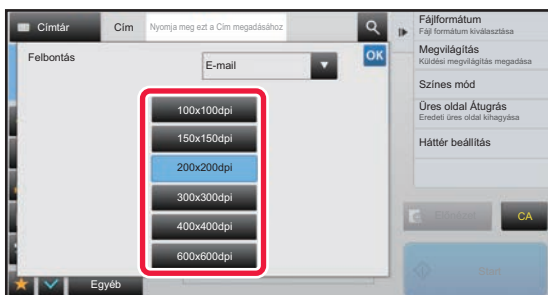 Címtár
Cím
Nyomja meg ezt a Cím megadásához
Felbontás
E-mail
OK
100x100dpi
150x150dpi
200x200dpi
300x300dpi
400x400dpi
600x600dpi
Egyéb
Fájlformátum
Fájl formátum kiválasztása
Megvilágítás
Küldési megvilágítás megadása
Színes mód
Üres oldal Átugrás
Eredeti üres oldal kihagyása
Háttér beállítás
CA
Start